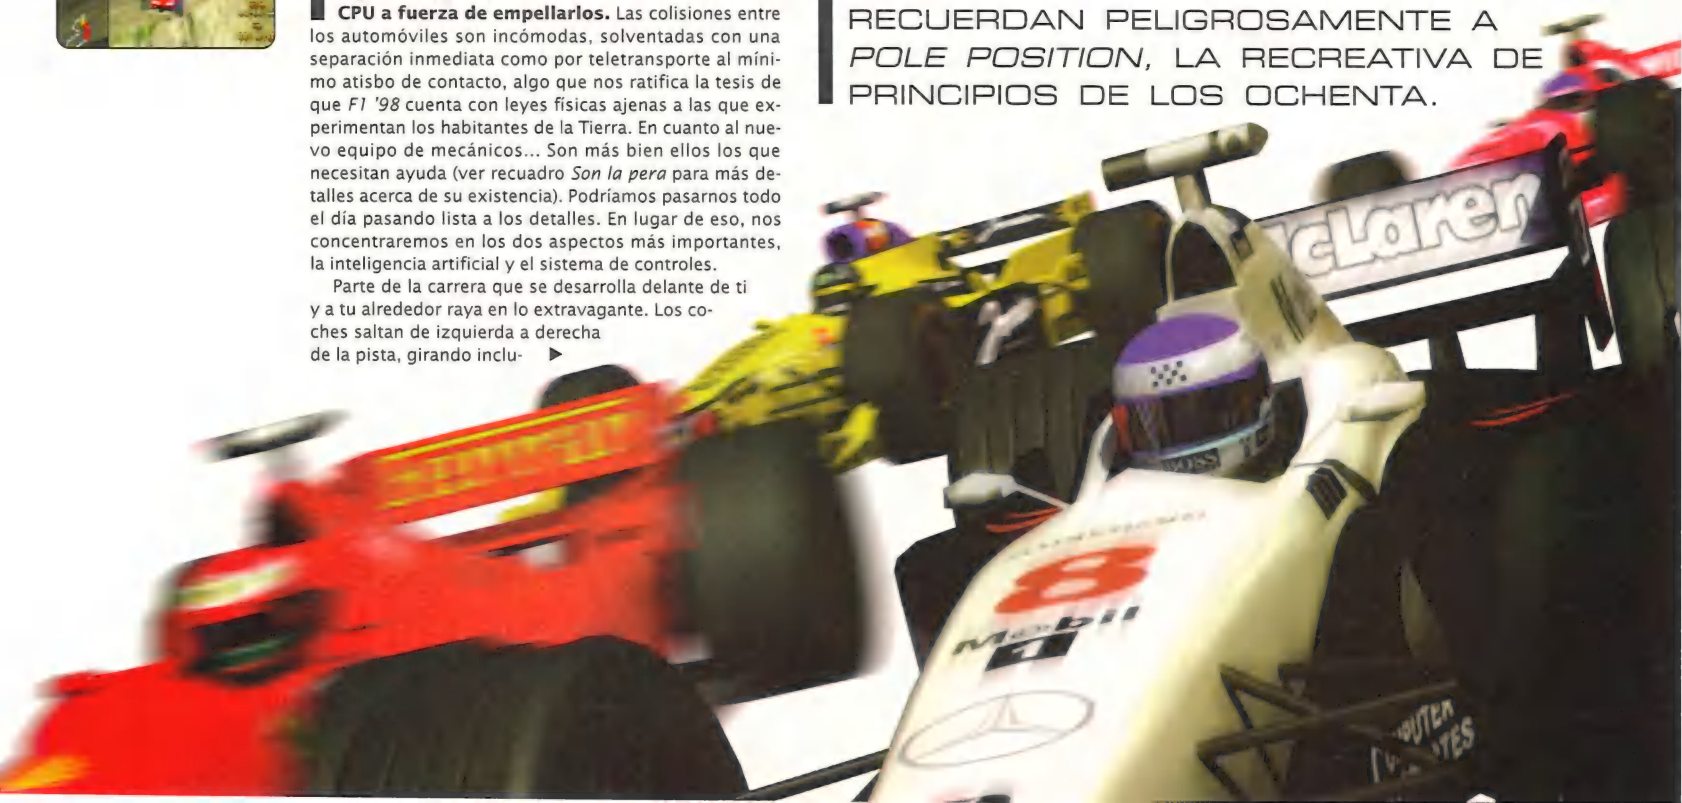 CPU a fuerza de empellarlos. Las colisiones entre
los automóviles son incómodas, solventadas con una
separación inmediata como por teletransporte al míni-
mo atisbo de contacto, algo que nos ratifica la tesis de
que F1 '98 cuenta con leyes físicas ajenas a las que ex-
perimentan los habitantes de la Tierra. En cuanto al nue-
vo equipo de mecánicos... Son más bien ellos los que
necesitan ayuda (ver recuadro Son la pera para más de-
talles acerca de su existencia). Podríamos pasarnos todo
el día pasando lista a los detalles. En lugar de eso, nos
concentraremos en los dos aspectos más importantes,
la inteligencia artificial y el sistema de controles.
Parte de la carrera que se desarrolla delante de ti
y a tu alrededor raya en lo extravagante. Los co-
ches saltan de izquierda a derecha
de la pista, girando inclu- ▶
RECUERDAN PELIGROSAMENTE A
POLE POSITION, LA RECREATIVA DE
PRINCIPIOS DE LOS OCHENTA.
cLaren
BOSS
8
Mobil
1